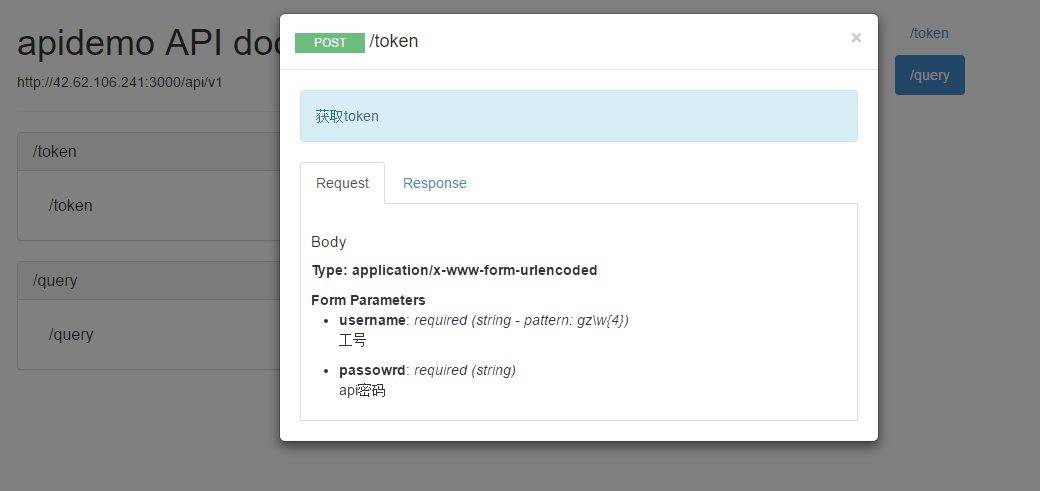 apidemo API doc
http://42.62.106.241:3000/api/v1
/token
/token
/query
/query
POST /token ×
获取token
Request Response
Body
Type: application/x-www-form-urlencoded
Form Parameters
username: required (string - pattern: gz\w{4})
工号
passowrd: required (string)
api密码
/token
/query